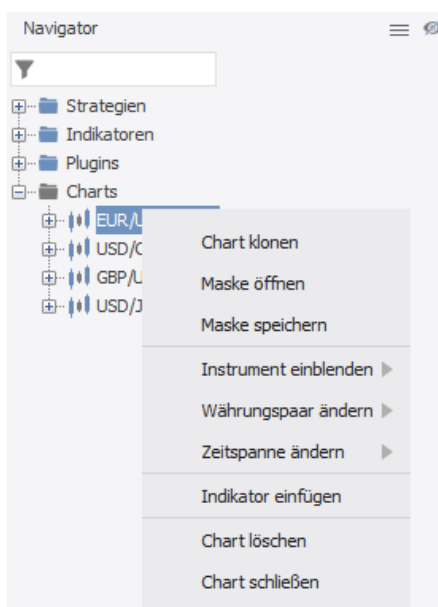 Navigator
Strategien
Indikatoren
Plugins
Charts
EUR/U
USD/C
GBP/U
USD/J
Chart klonen
Maske öffnen
Maske speichern
Instrument einblenden
Währungspaar ändern
Zeitspanne ändern
Indikator einfügen
Chart löschen
Chart schließen